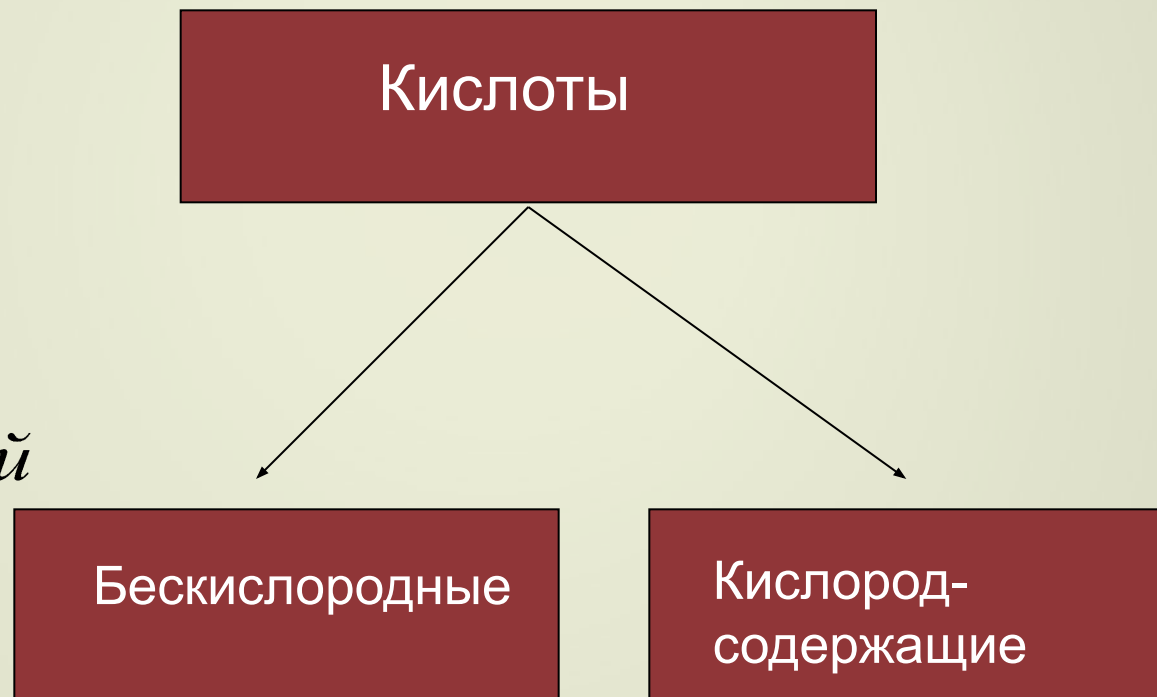 Кислоты
й
Бескислородные
Кислород-
содержащие